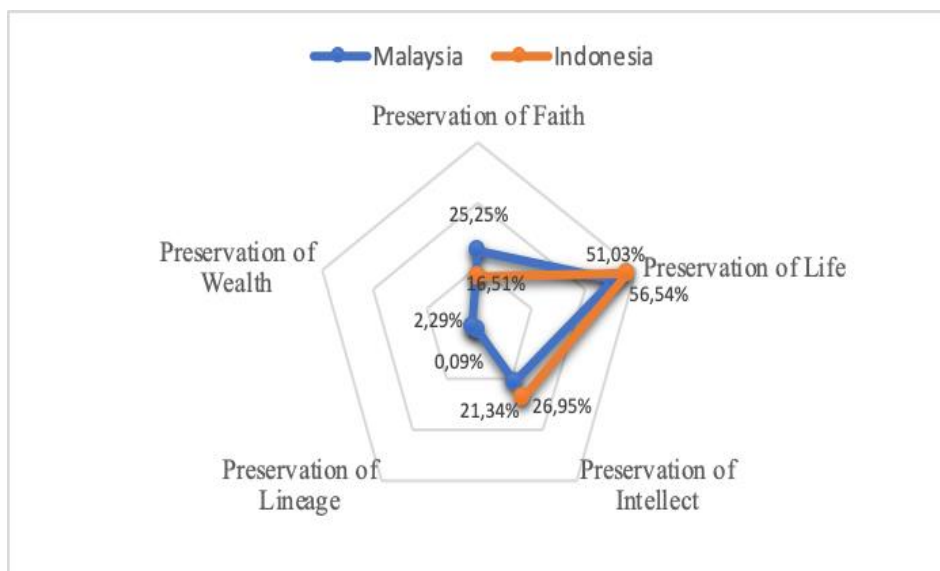 Malaysia
Indonesia
Preservation of Faith
25,25%
Preservation of
Wealth
51,03%
Preservation of Life
16,51%
56,54%
2,29%
0,09%
21,34%
26,95%
Preservation of
Lineage
Preservation of
Intellect